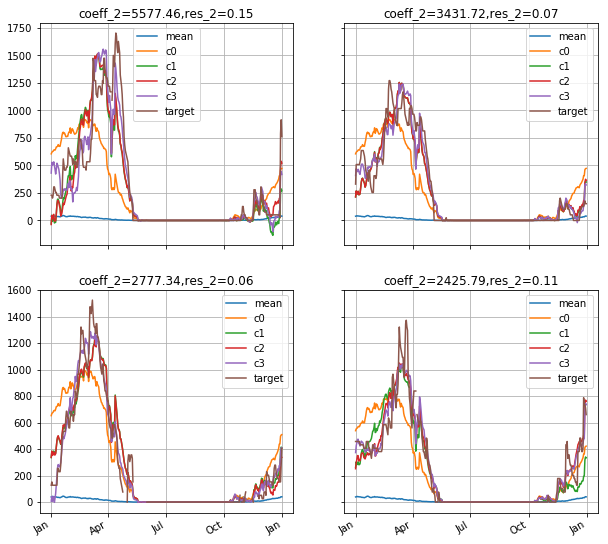 coeff_2=5577.46,res_2=0.15
1750
1500
1250
1000
750
500
250
0
mean
c0
c1
c2
c3
target
coeff_2=3431.72,res_2=0.07
mean
c0
c1
c2
c3
target
coeff_2=2777.34,res_2=0.06
1600
1400
1200
1000
800
600
400
200
0
Jan
Apr
Jul
Oct
Jan
mean
c0
c1
c2
c3
target
coeff_2=2425.79,res_2=0.11
Jan
Apr
Jul
Oct
Jan
mean
c0
c1
c2
c3
target